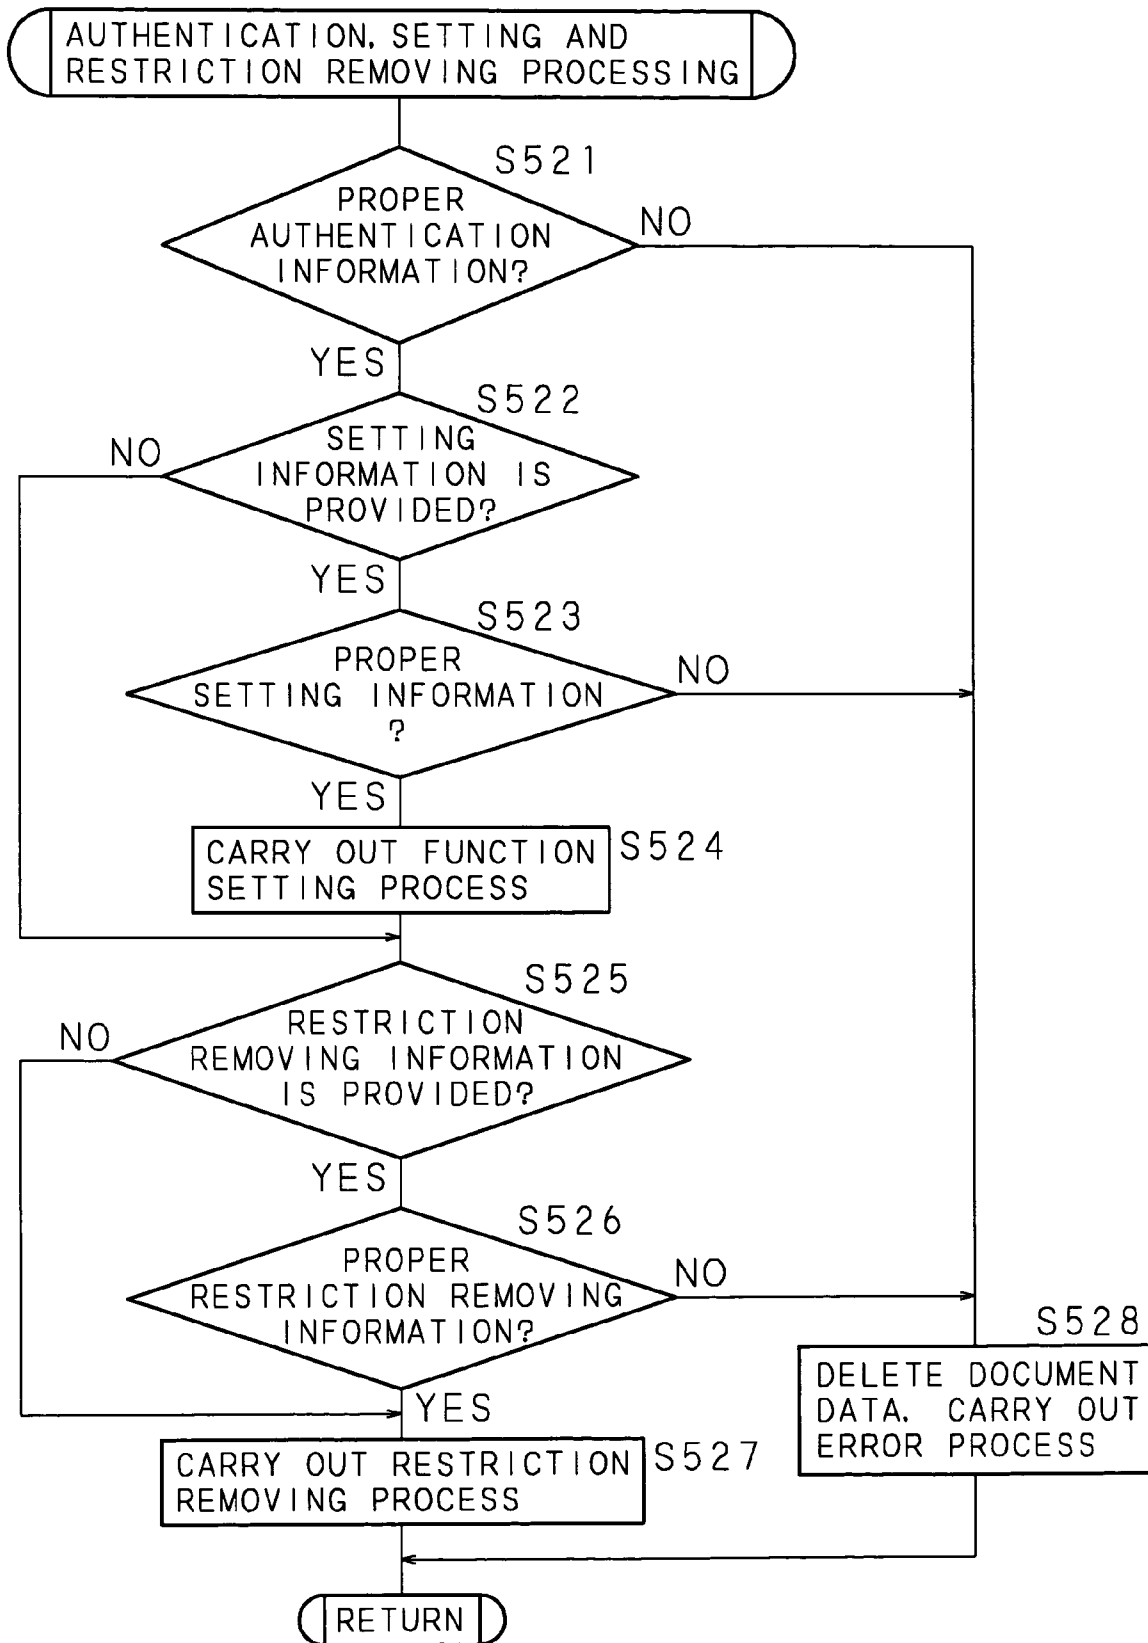 AUTHENTICATION, SETTING AND
RESTRICTION REMOVING PROCESSING
S521
PROPER
AUTHENTICATION
INFORMATION?
NO
YES
S522
SETTING
INFORMATION IS
PROVIDED?
NO
YES
S523
PROPER
SETTING INFORMATION
?
NO
YES
CARRY OUT FUNCTION
SETTING PROCESS
S524
S525
RESTRICTION
REMOVING INFORMATION
IS PROVIDED?
NO
YES
S526
PROPER
RESTRICTION REMOVING
INFORMATION?
NO
YES
S528
DELETE DOCUMENT
DATA, CARRY OUT
ERROR PROCESS
CARRY OUT RESTRICTION
REMOVING PROCESS
S527
RETURN